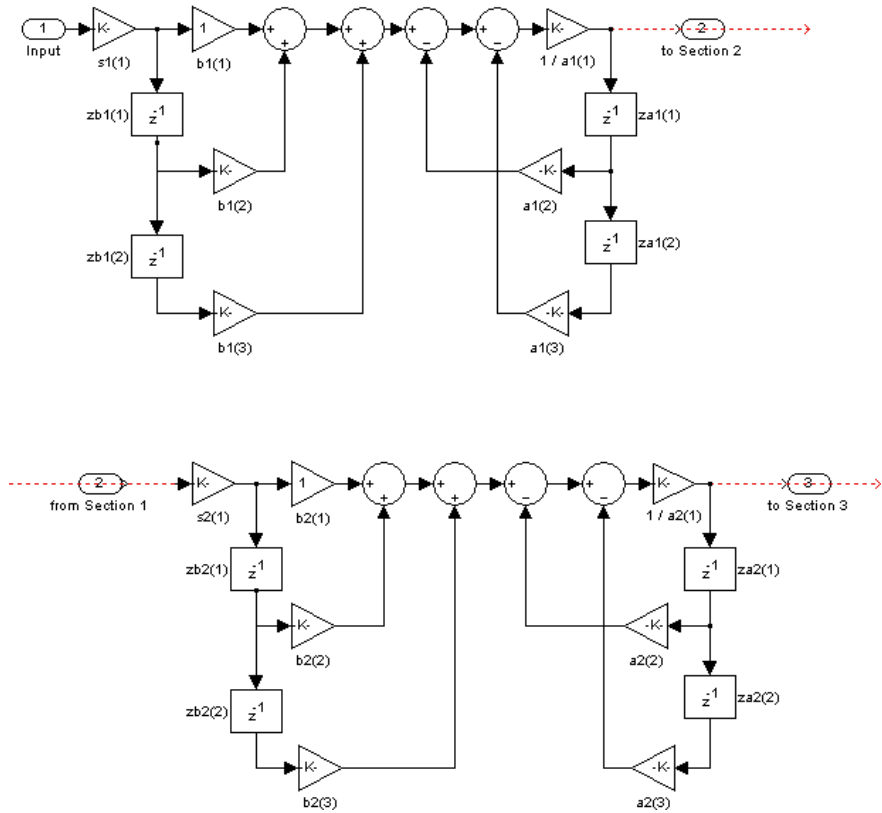 1
K-
1
+
+
+
+
+
−
+
−
K-
2
Input
s1(1)
b1(1)
1 / a1(1)
to Section 2
zb1(1)
z-1
z-1
za1(1)
K-
-K-
b1(2)
a1(2)
zb1(2)
z-1
z-1
za1(2)
K-
-K-
b1(3)
a1(3)
2
K-
1
+
+
+
+
+
−
+
−
K-
3
from Section 1
s2(1)
b2(1)
1 / a2(1)
to Section 3
zb2(1)
z-1
z-1
za2(1)
K-
-K-
b2(2)
a2(2)
zb2(2)
z-1
z-1
za2(2)
K-
-K-
b2(3)
a2(3)